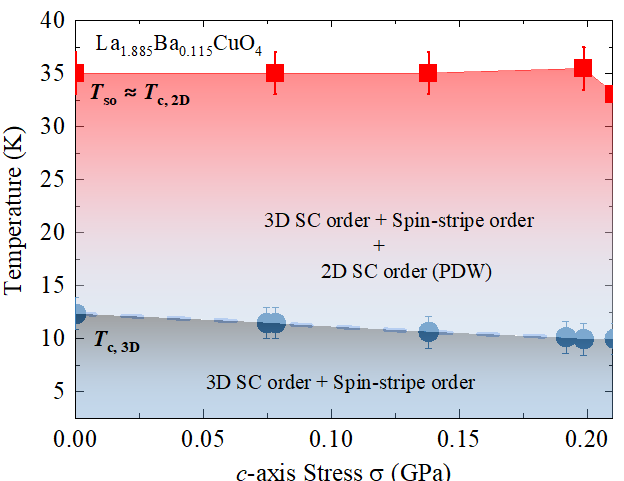 La1.885Ba0.115CuO4
Tso ≈ Tc, 2D
3D SC order + Spin-stripe order
+
2D SC order (PDW)
Tc, 3D
3D SC order + Spin-stripe order
Temperature (K)
40
35
30
25
20
15
10
5
0.00 0.05 0.10 0.15 0.20
c-axis Stress σ (GPa)